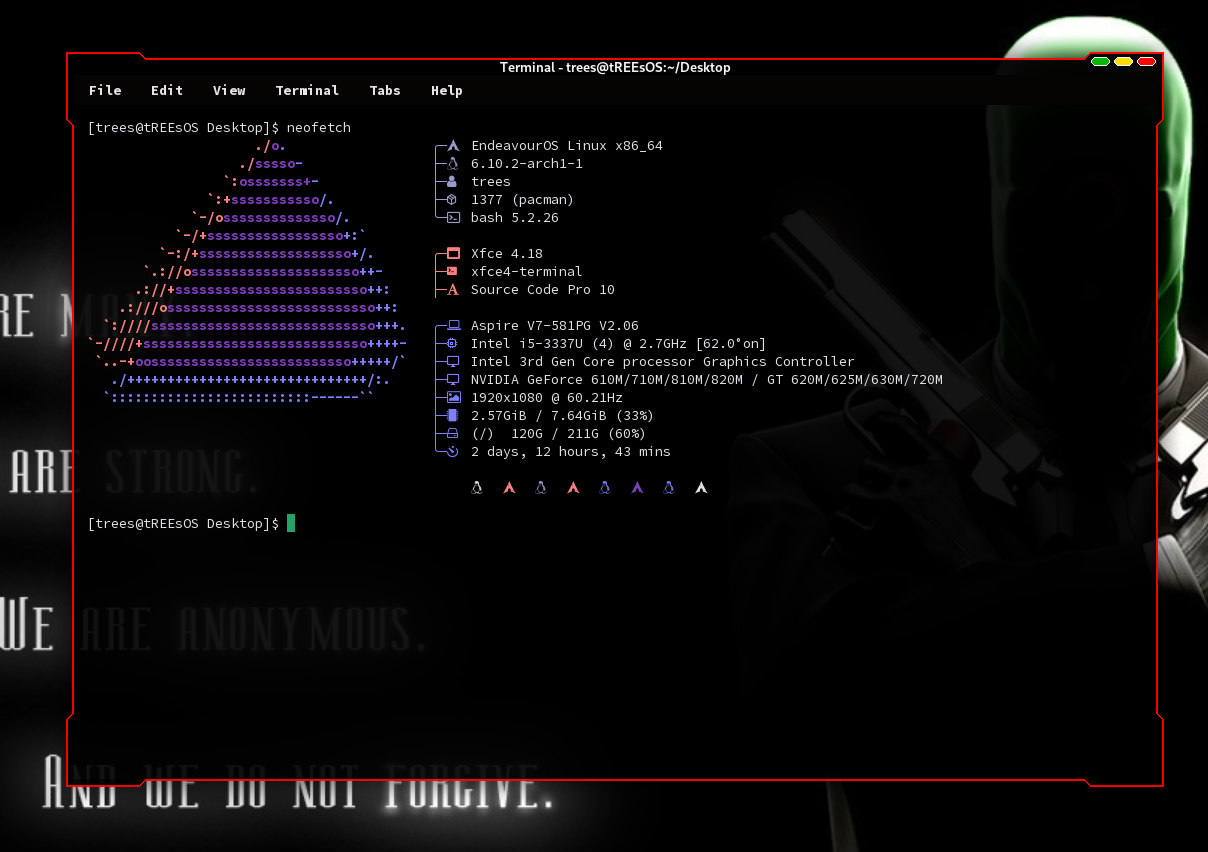 Terminal - trees@tREEsOS:~/Desktop
File Edit View Terminal Tabs Help
[trees@tREEsOS Desktop]$ neofetch
./o.
./sssso-
`:osssssss+-
`:+sssssssssso/.
`-/ossssssssssssso/.
`-/+sssssssssssssssso+:`
`-:/+sssssssssssssssssso+/.
`.://osssssssssssssssssssso++-
.://+ssssssssssssssssssssssso++:
.:///ossssssssssssssssssssssssso++:
`:////ssssssssssssssssssssssssssso+++.
`-////+ssssssssssssssssssssssssssso++++-
`..-+oosssssssssssssssssssssssso+++++/`
./++++++++++++++++++++++++++++++/:.
`:::::::::::::::::::::::::------``
EndeavourOS Linux x86_64
6.10.2-arch1-1
trees
1377 (pacman)
bash 5.2.26
Xfce 4.18
xfce4-terminal
Source Code Pro 10
Aspire V7-581PG V2.06
Intel i5-3337U (4) @ 2.7GHz [62.0°on]
Intel 3rd Gen Core processor Graphics Controller
NVIDIA GeForce 610M/710M/810M/820M / GT 620M/625M/630M/720M
1920x1080 @ 60.21Hz
2.57GiB / 7.64GiB (33%)
(/) 120G / 211G (60%)
2 days, 12 hours, 43 mins
[trees@tREEsOS Desktop]$
ARE STRONG.
WE ARE ANONYMOUS.
AND WE DO NOT FORGIVE.